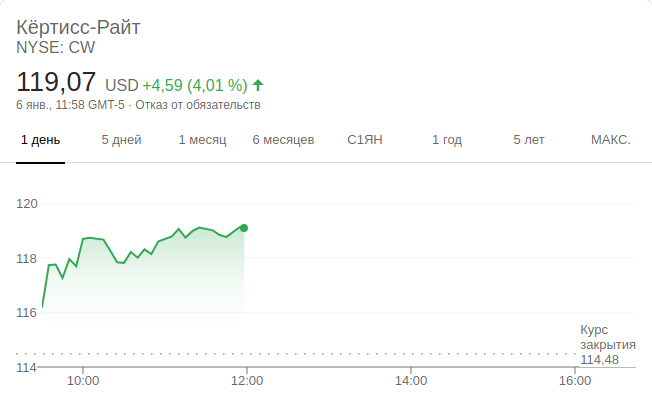 Кёртисс-Райт
NYSE: CW
119,07 USD +4,59 (4,01 %)
6 янв., 11:58 GMT-5 · Отказ от обязательств
1 день 5 дней 1 месяц 6 месяцев С1ЯН 1 год 5 лет МАКС.
120
118
116
Курс
закрытия
114,48
114
10:00 12:00 14:00 16:00